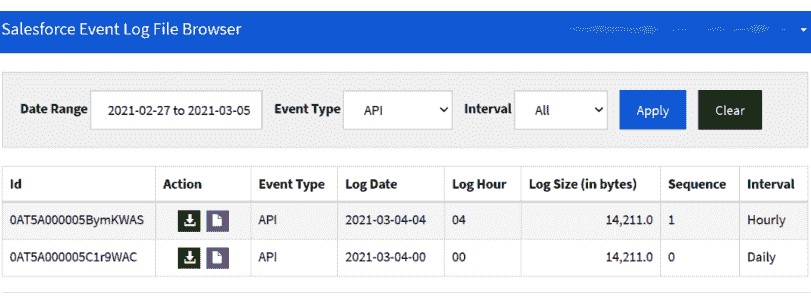 Salesforce Event Log File Browser
Date Range 2021-02-27 to 2021-03-05 Event Type API Interval All Apply Clear
Id Action Event Type Log Date Log Hour Log Size (in bytes) Sequence Interval
0AT5A000005BymKWAS API 2021-03-04-04 04 14,211.0 1 Hourly
0AT5A000005C1r9WAC API 2021-03-04-00 00 14,211.0 0 Daily